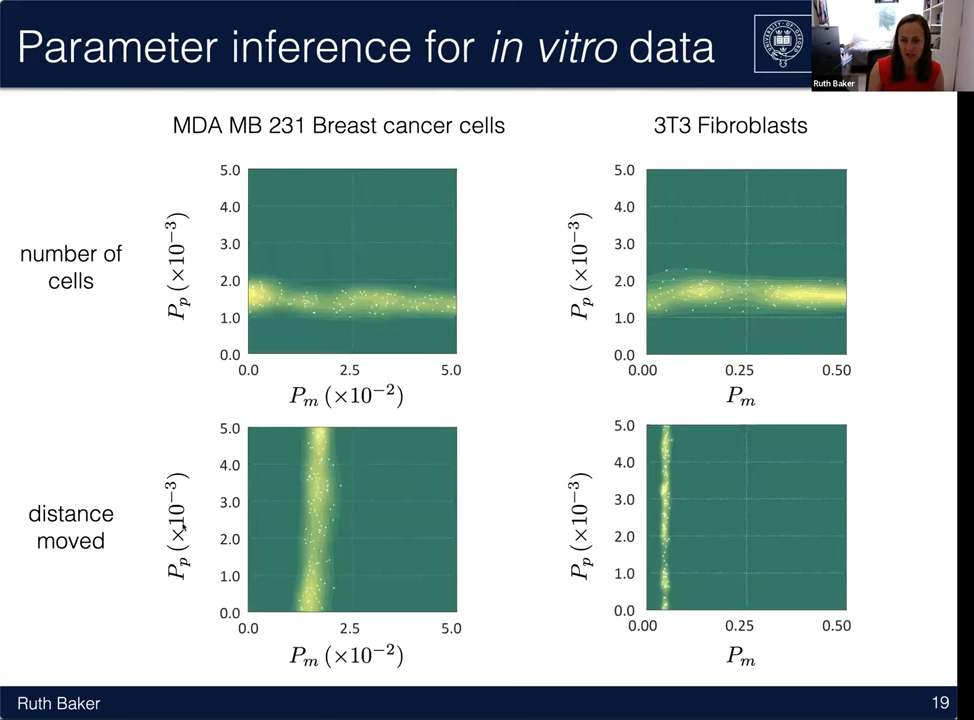 Parameter inference for in vitro data
Ruth Baker
MDA MB 231 Breast cancer cells
3T3 Fibroblasts
number of
cells
P_p (×10⁻³)
5.0
4.0
3.0
2.0
1.0
0.0
0.0 2.5 5.0
P_m (×10⁻²)
P_p (×10⁻³)
5.0
4.0
3.0
2.0
1.0
0.0
0.00 0.25 0.50
P_m
distance
moved
P_p (×10⁻³)
5.0
4.0
3.0
2.0
1.0
0.0
0.0 2.5 5.0
P_m (×10⁻²)
P_p (×10⁻³)
5.0
4.0
3.0
2.0
1.0
0.0
0.00 0.25 0.50
P_m
Ruth Baker
19